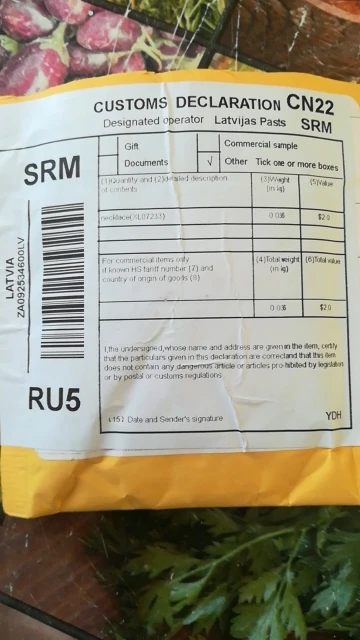 CUSTOMS DECLARATION CN22
Designated operator Latvijas Pasts SRM
SRM
Gift
Commercial sample
Documents
√ Other Tick one or more boxes
(1)Quantity and (2)detailed description of contents
(3)Weight (in kg)
(5)Value
necklace(XL07233)
0.036
$2.0
For commercial items only
if known HS tariff number (7) and
country of origin of goods (8)
(4)Total weight (in kg)
(6)Total value
0.036
$2.0
LATVIA
ZA092534600LV
I,the undersigned,whose name and address are given on the item, certify
that the particulars given in this declaration are correct and that this item
does not contain any dangerous article or articles pro-hibited by legislation
or by postal or customs regulations
RU5
(15) Date and Sender's signature
YDH